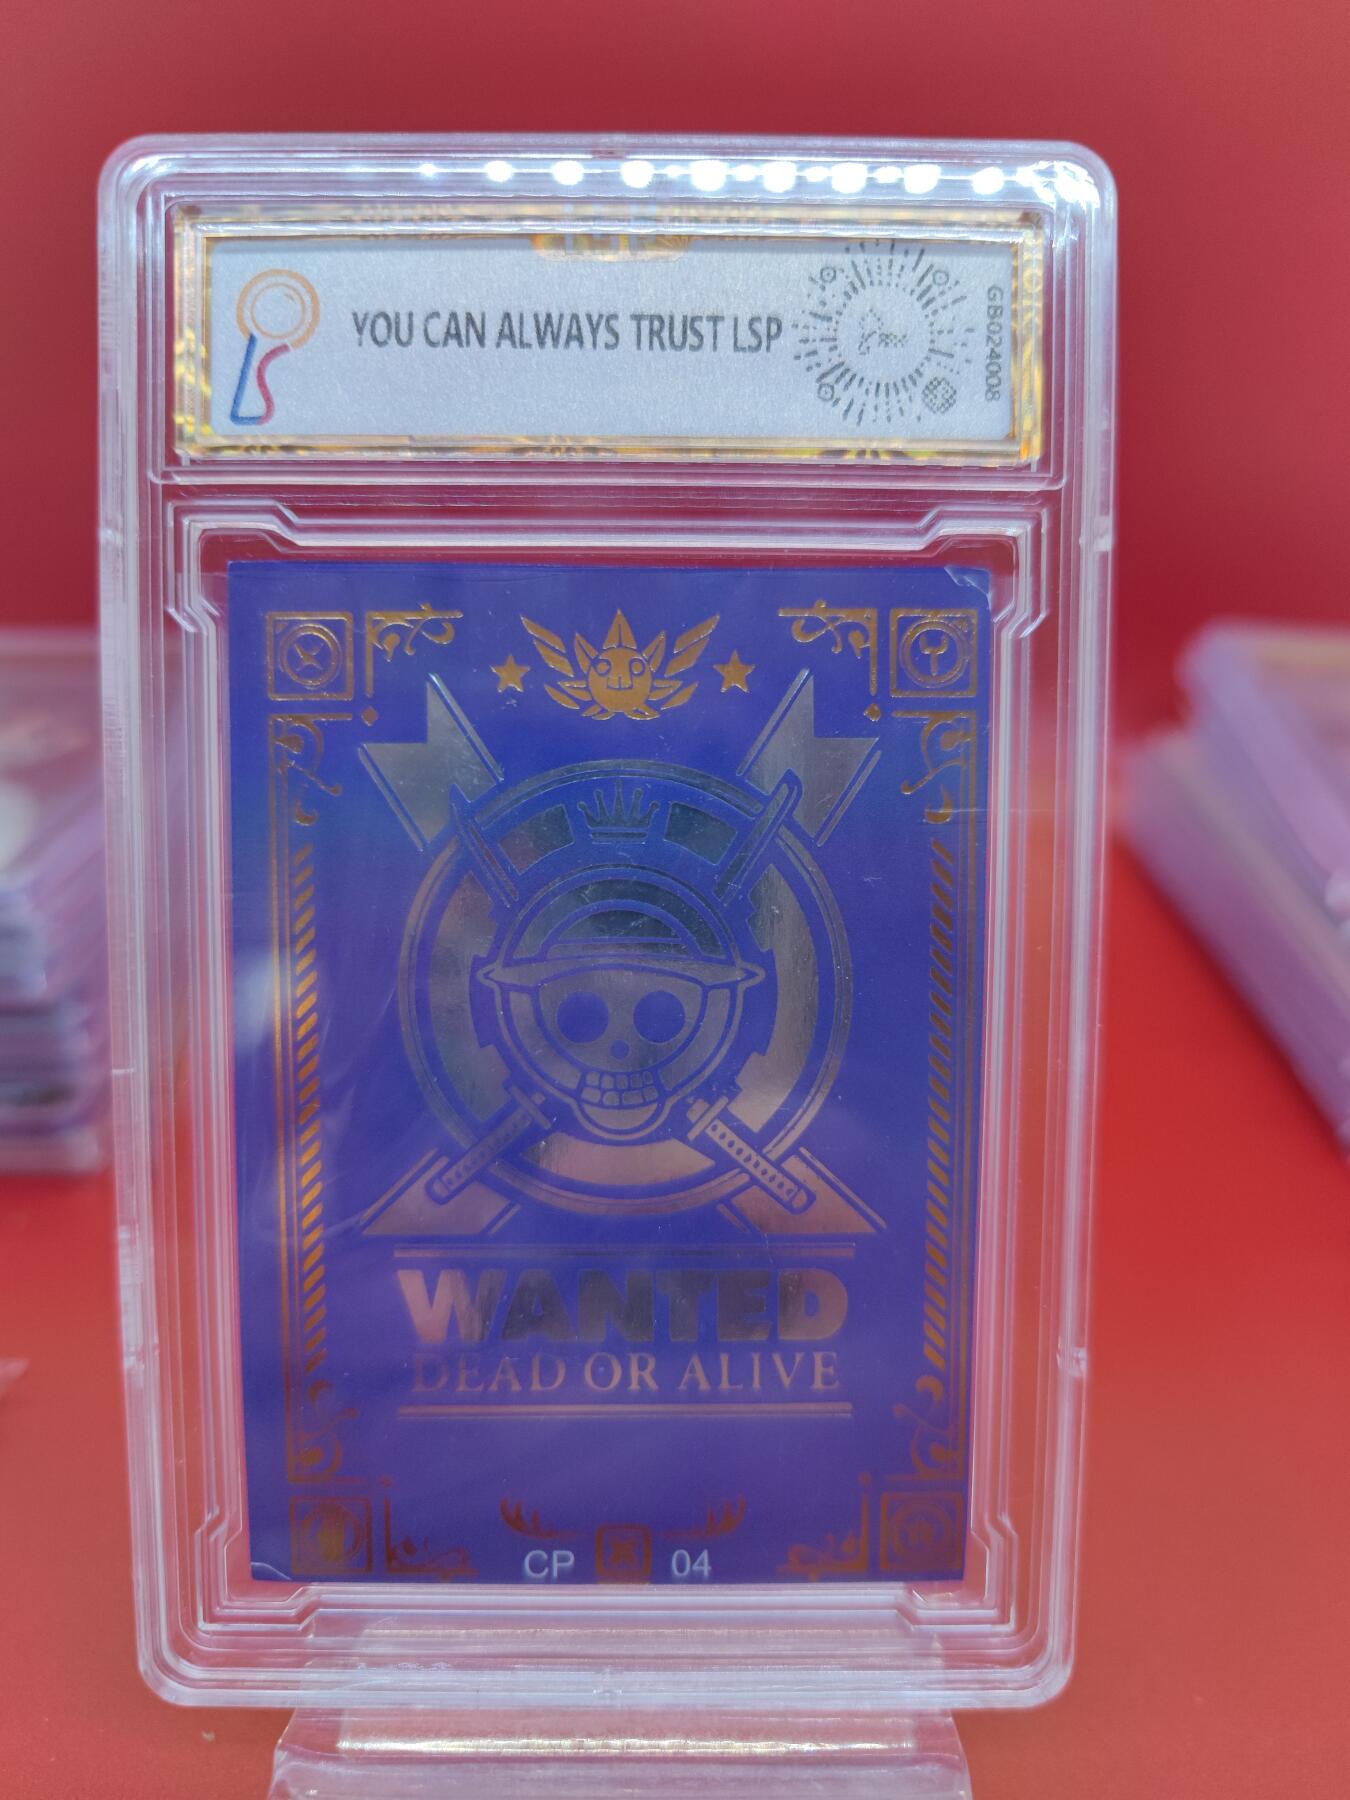 YOU CAN ALWAYS TRUST LSP
GB024008
WANTED
DEAD OR ALIVE
CP 04